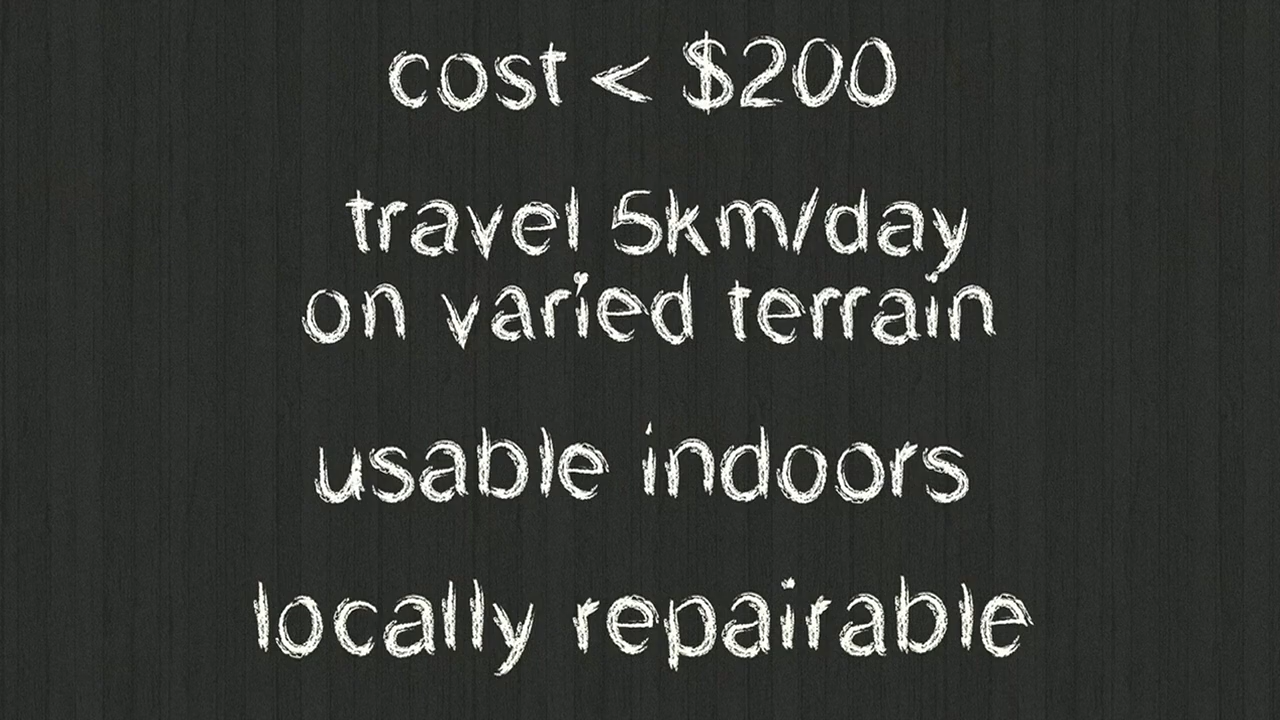 cost < $200
travel 5km/day
on varied terrain
usable indoors
locally repairable